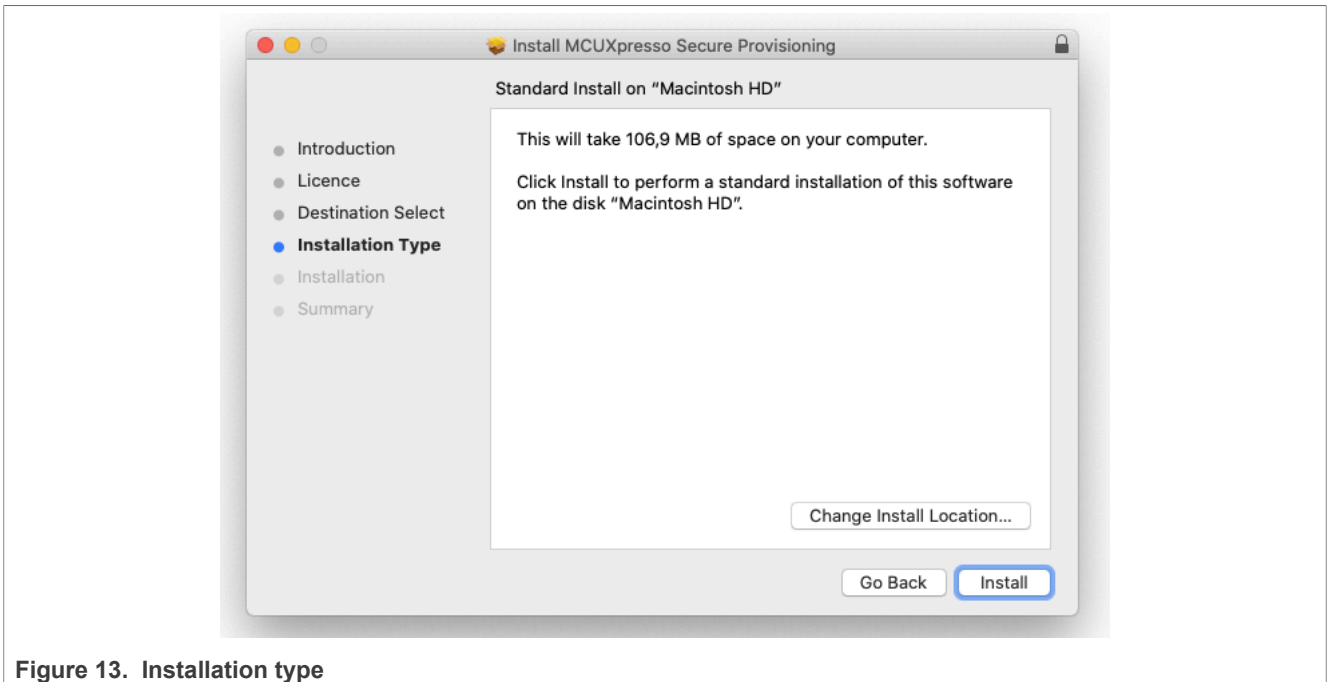 Install MCUXpresso Secure Provisioning
Standard Install on “Macintosh HD”
Introduction
Licence
Destination Select
Installation Type
Installation
Summary
This will take 106,9 MB of space on your computer.
Click Install to perform a standard installation of this software
on the disk “Macintosh HD”.
Change Install Location...
Go Back
Install
Figure 13. Installation type